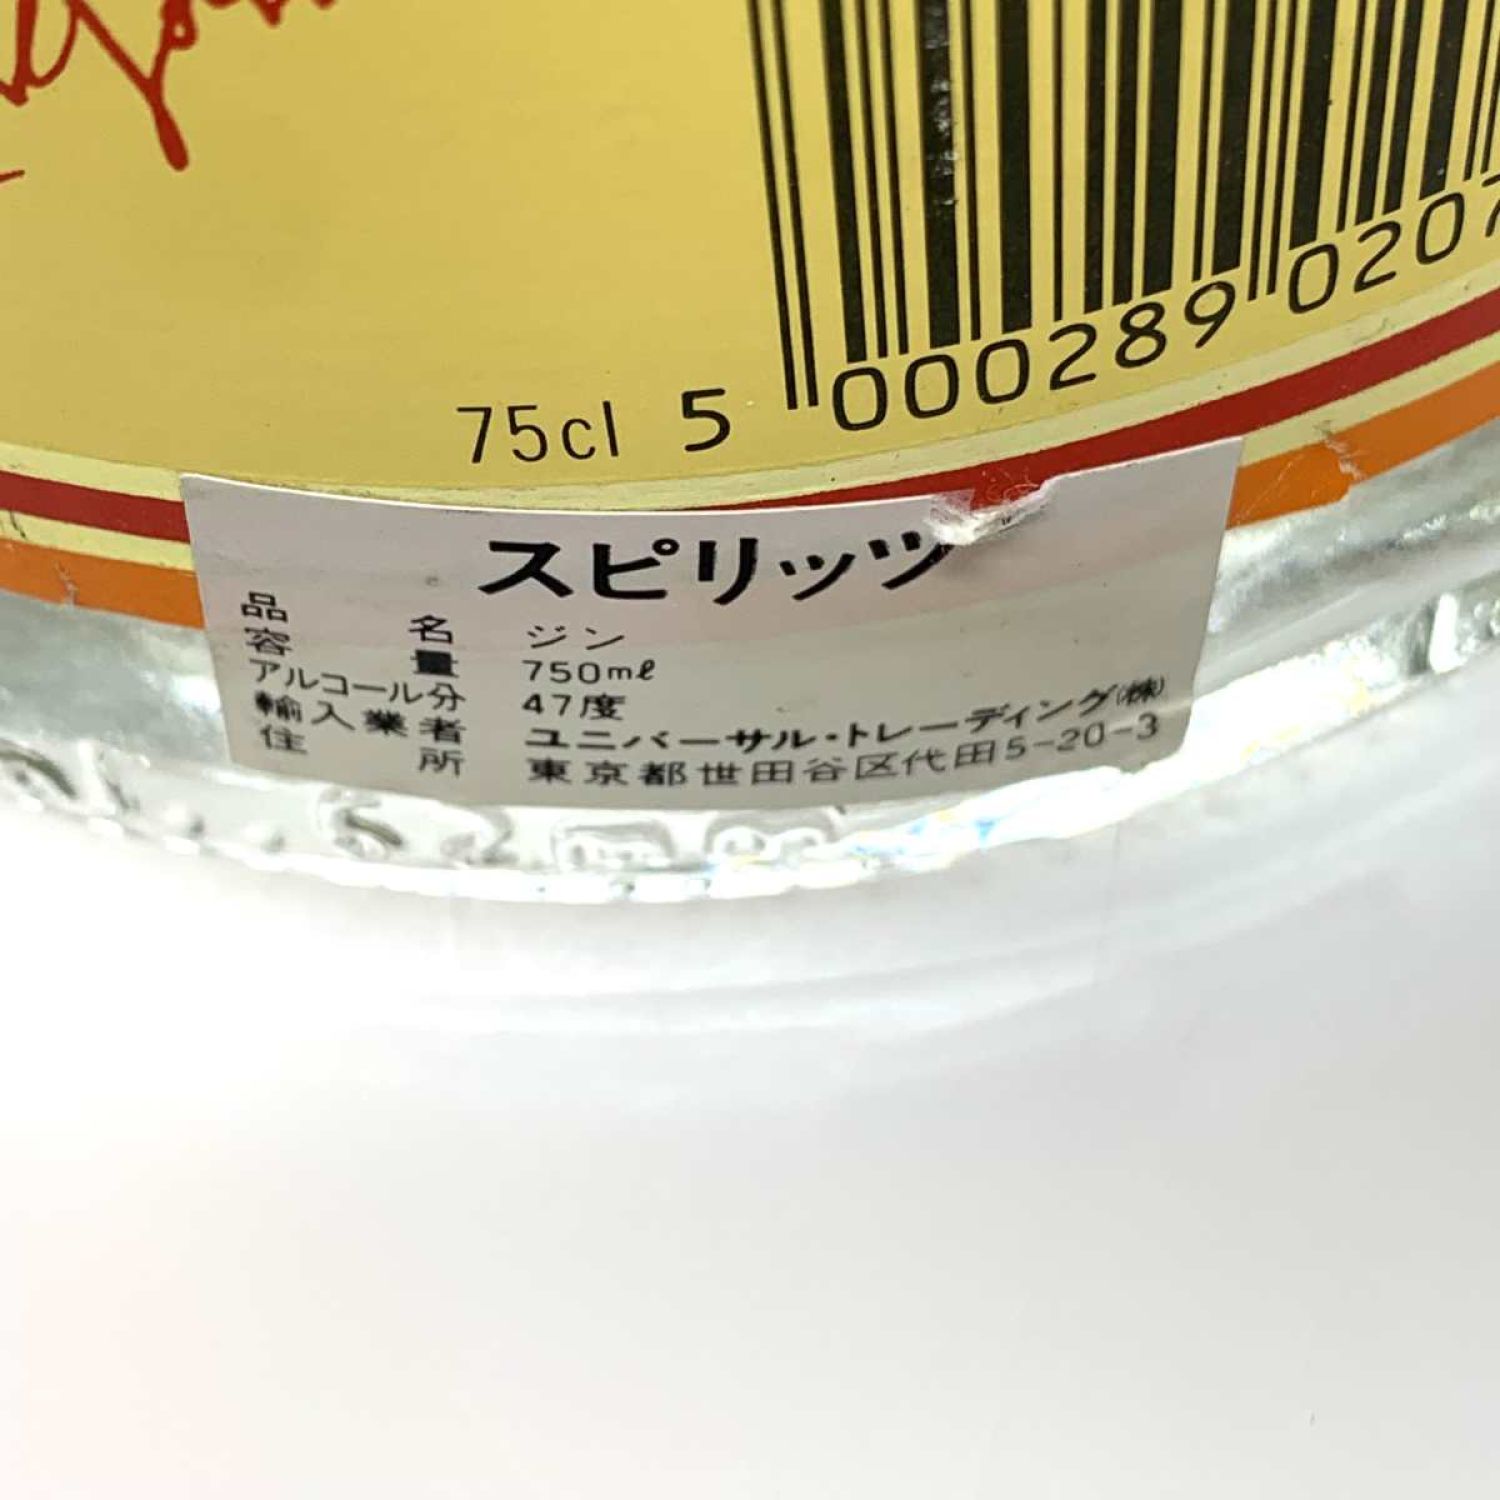 75cl 5 000289 0207
スピリッツ
品名 ジン
容量 750mℓ
アルコール分 47度
輸入業者 ユニバーサル・トレーディング(株)
住所 東京都世田谷区代田5-20-3